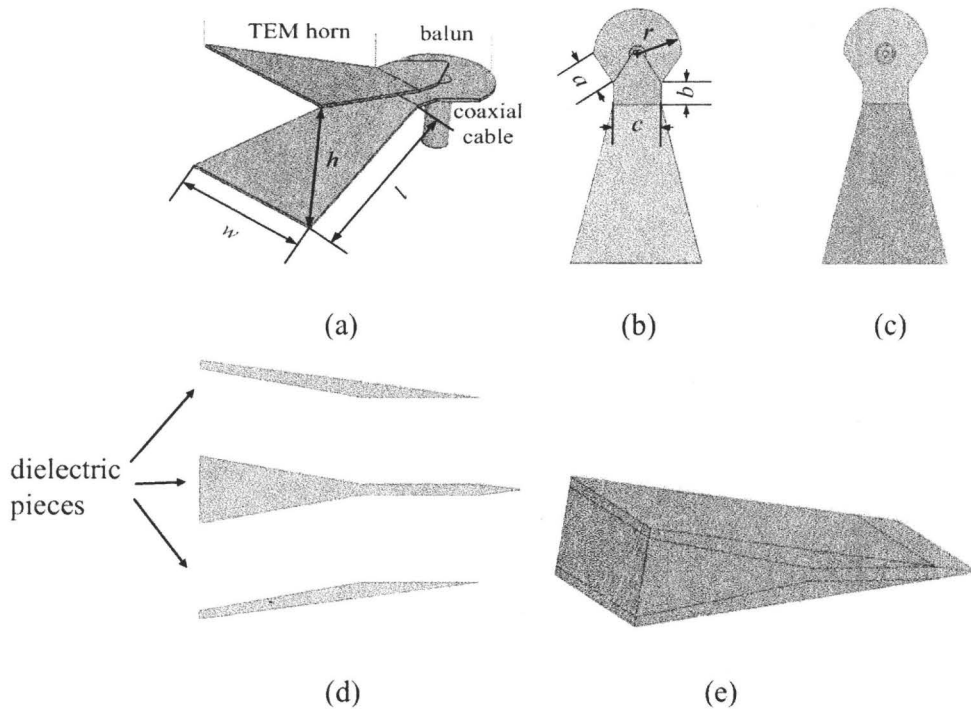 TEM horn
balun
coaxial
cable
h
w
l
(a)
r
a
b
c
(b)
(c)
dielectric
pieces
(d)
(e)